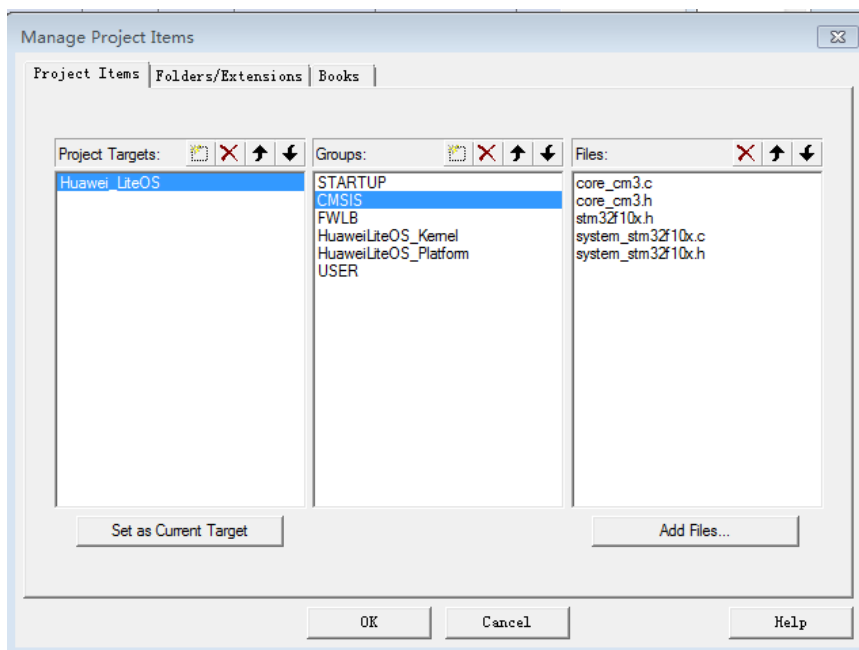 Manage Project Items
Project Items Folders/Extensions Books
Project Targets:
Huawei_LiteOS
Set as Current Target
Groups:
STARTUP
CMSIS
FWLB
HuaweiLiteOS_Kernel
HuaweiLiteOS_Platform
USER
Files:
core_cm3.c
core_cm3.h
stm32f10x.h
system_stm32f10x.c
system_stm32f10x.h
Add Files...
OK Cancel Help